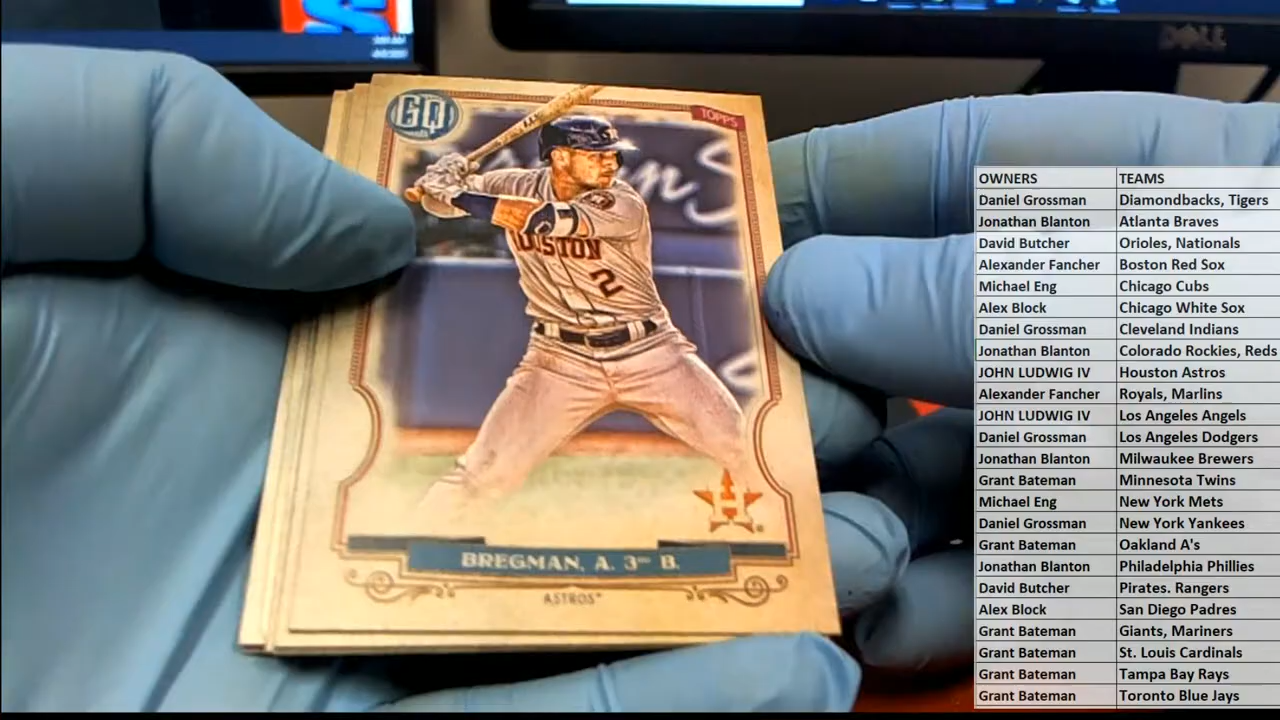 DELL
GQ
TOPPS
HOUSTON
2
BREGMAN, A. 3RD B.
ASTROS™
OWNERS TEAMS
Daniel Grossman Diamondbacks, Tigers
Jonathan Blanton Atlanta Braves
David Butcher Orioles, Nationals
Alexander Fancher Boston Red Sox
Michael Eng Chicago Cubs
Alex Block Chicago White Sox
Daniel Grossman Cleveland Indians
Jonathan Blanton Colorado Rockies, Reds
JOHN LUDWIG IV Houston Astros
Alexander Fancher Royals, Marlins
JOHN LUDWIG IV Los Angeles Angels
Daniel Grossman Los Angeles Dodgers
Jonathan Blanton Milwaukee Brewers
Grant Bateman Minnesota Twins
Michael Eng New York Mets
Daniel Grossman New York Yankees
Grant Bateman Oakland A's
Jonathan Blanton Philadelphia Phillies
David Butcher Pirates. Rangers
Alex Block San Diego Padres
Grant Bateman Giants, Mariners
Grant Bateman St. Louis Cardinals
Grant Bateman Tampa Bay Rays
Grant Bateman Toronto Blue Jays